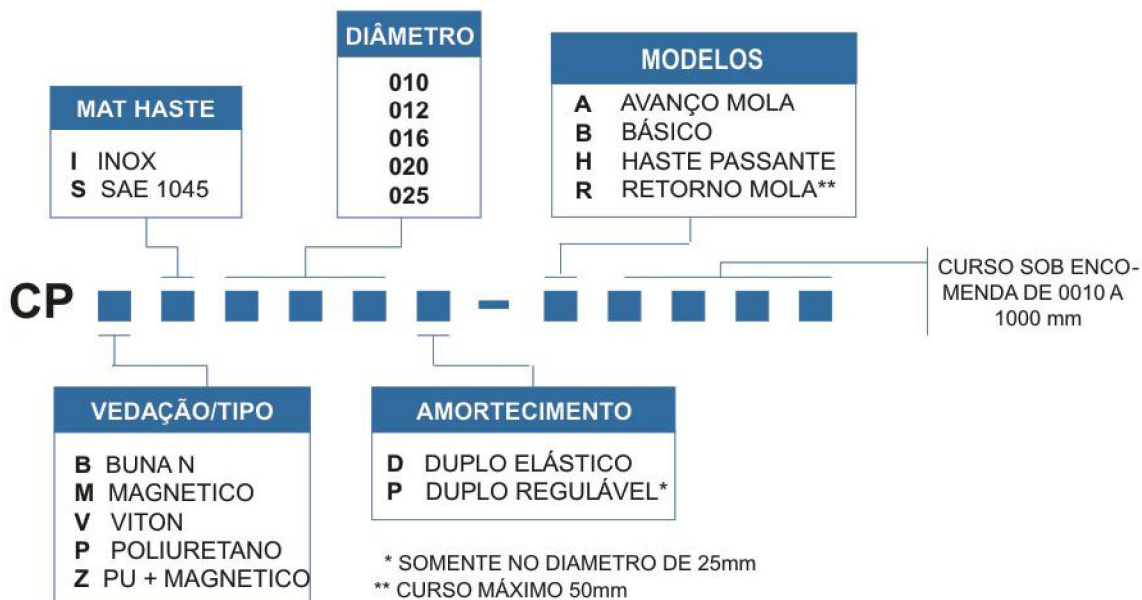 DIÂMETRO
010
012
016
020
025
MODELOS
A AVANÇO MOLA
B BÁSICO
H HASTE PASSANTE
R RETORNO MOLA**
MAT HASTE
I INOX
S SAE 1045
CP
CURSO SOB ENCO-
MENDA DE 0010 A
1000 mm
VEDAÇÃO/TIPO
B BUNA N
M MAGNETICO
V VITON
P POLIURETANO
Z PU + MAGNETICO
AMORTECIMENTO
D DUPLO ELÁSTICO
P DUPLO REGULÁVEL*
* SOMENTE NO DIAMETRO DE 25mm
** CURSO MÁXIMO 50mm